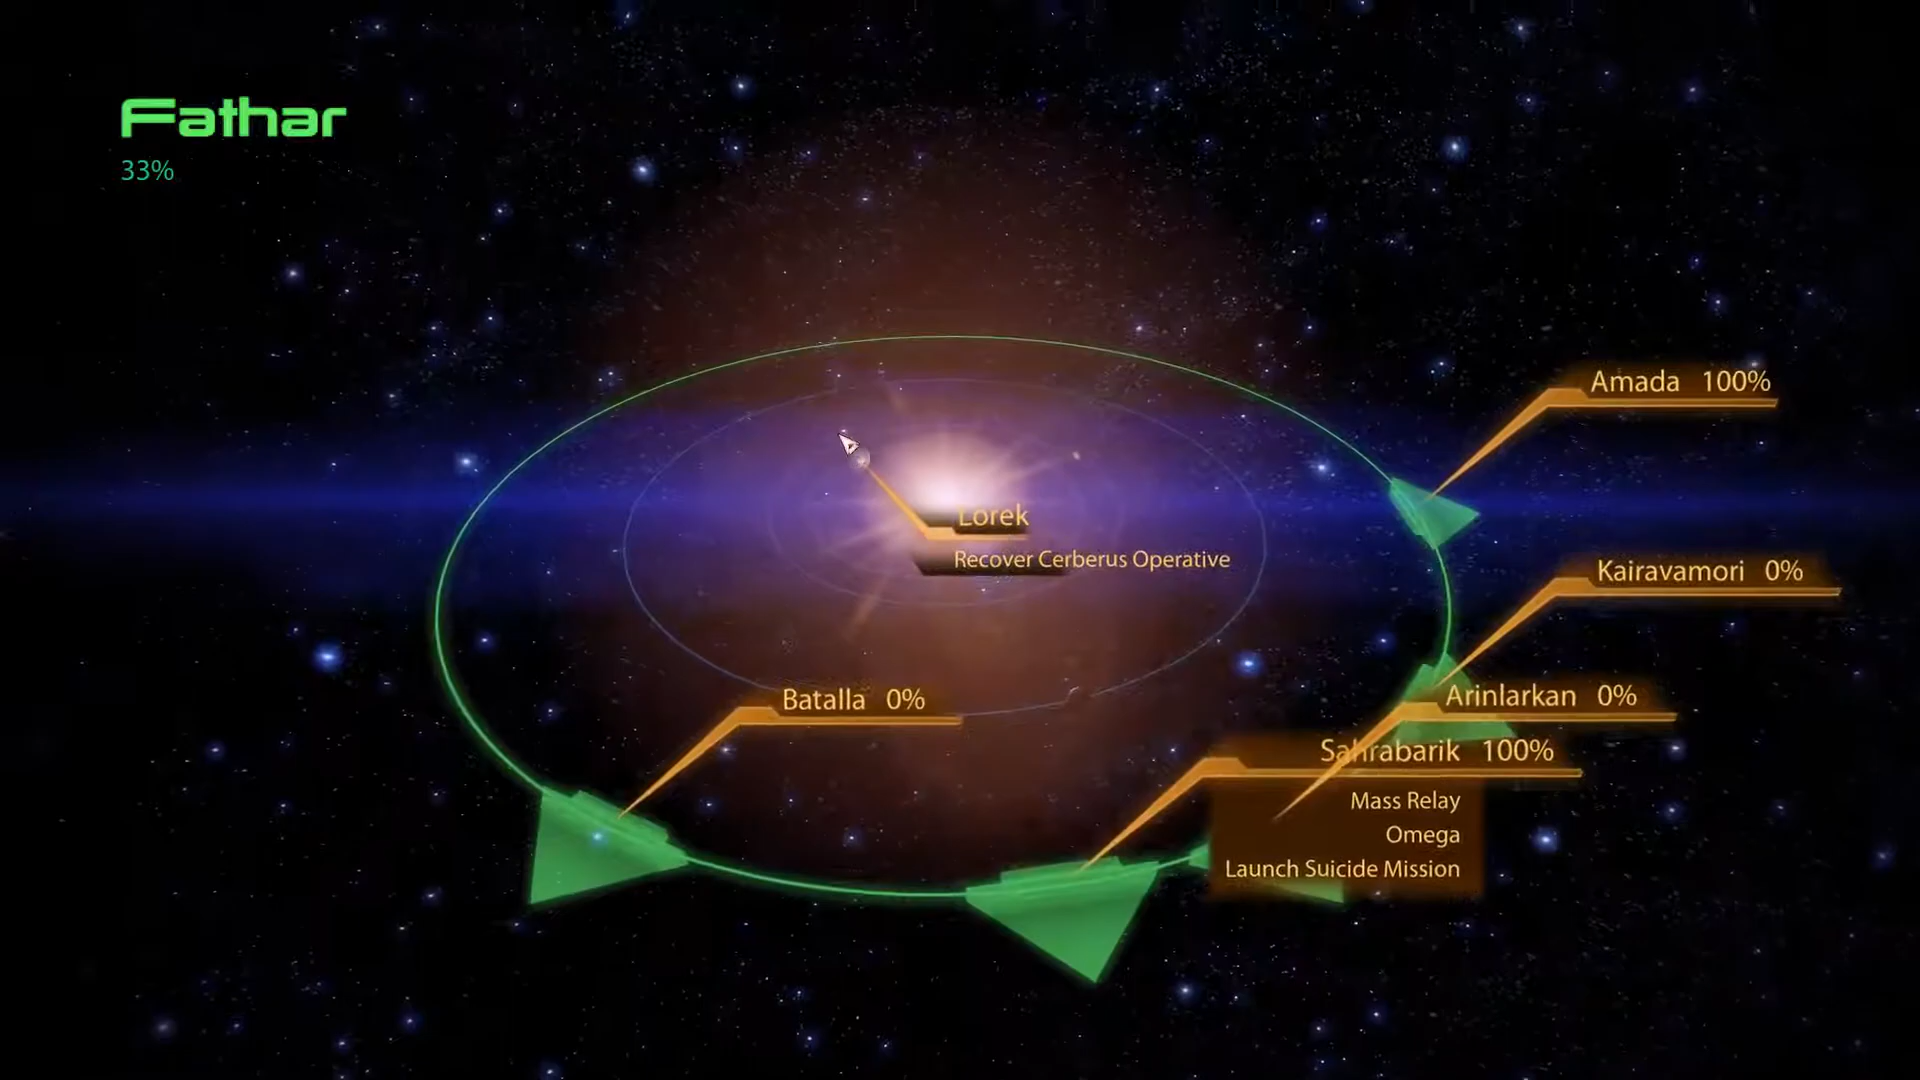 Fathar
33%
Amada 100%
Lorek
Recover Cerberus Operative
Kairavamori 0%
Batalla 0%
Arinlarkan 0%
Sahrabarik 100%
Mass Relay
Omega
Launch Suicide Mission